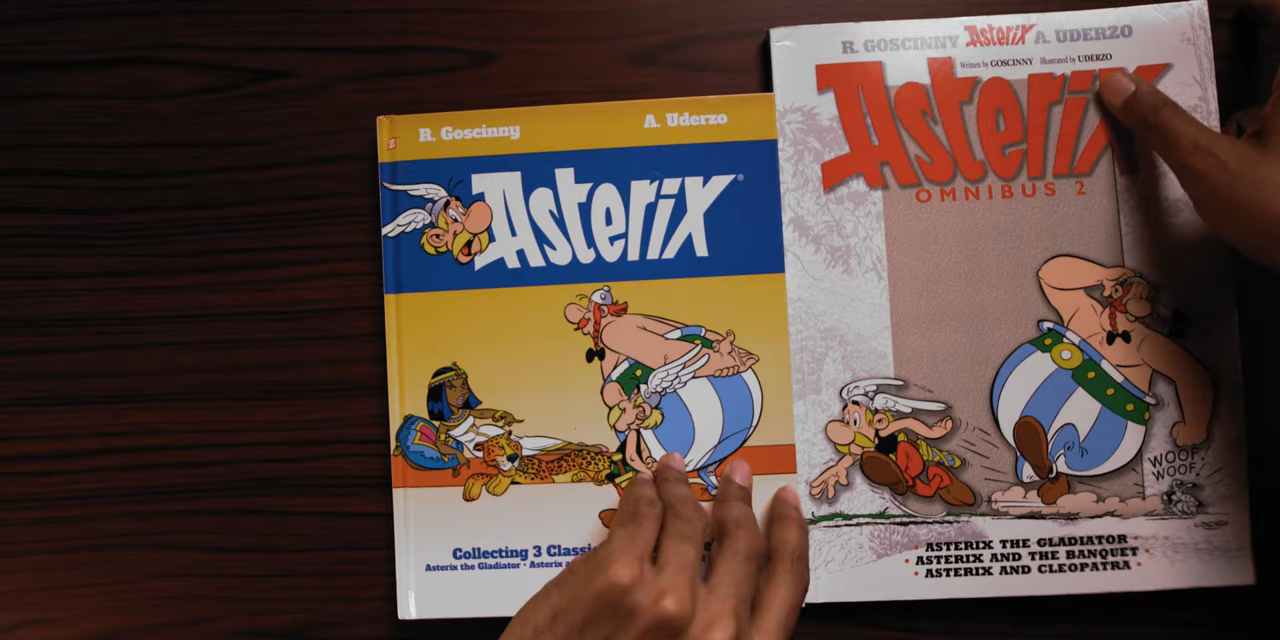 R. Goscinny A. Uderzo
Asterix®
Collecting 3 Classic
Asterix the Gladiator · Asterix
R. GOSCINNY Asterix A. UDERZO
Written by GOSCINNY Illustrated by UDERZO
Asterix
OMNIBUS 2
WOOF!
WOOF!
• ASTERIX THE GLADIATOR •
• ASTERIX AND THE BANQUET •
• ASTERIX AND CLEOPATRA •